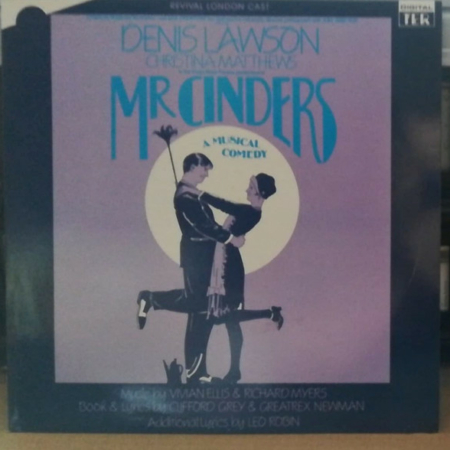 REVIVAL LONDON CAST
DIGITAL
TER
DENIS LAWSON
CHRISTINA MATTHEWS
MR CINDERS
A MUSICAL
COMEDY
Music by VIVIAN ELLIS & RICHARD MYERS
Book & Lyrics by CLIFFORD GREY & GREATREX NEWMAN
Additional Lyrics by LEO ROBIN